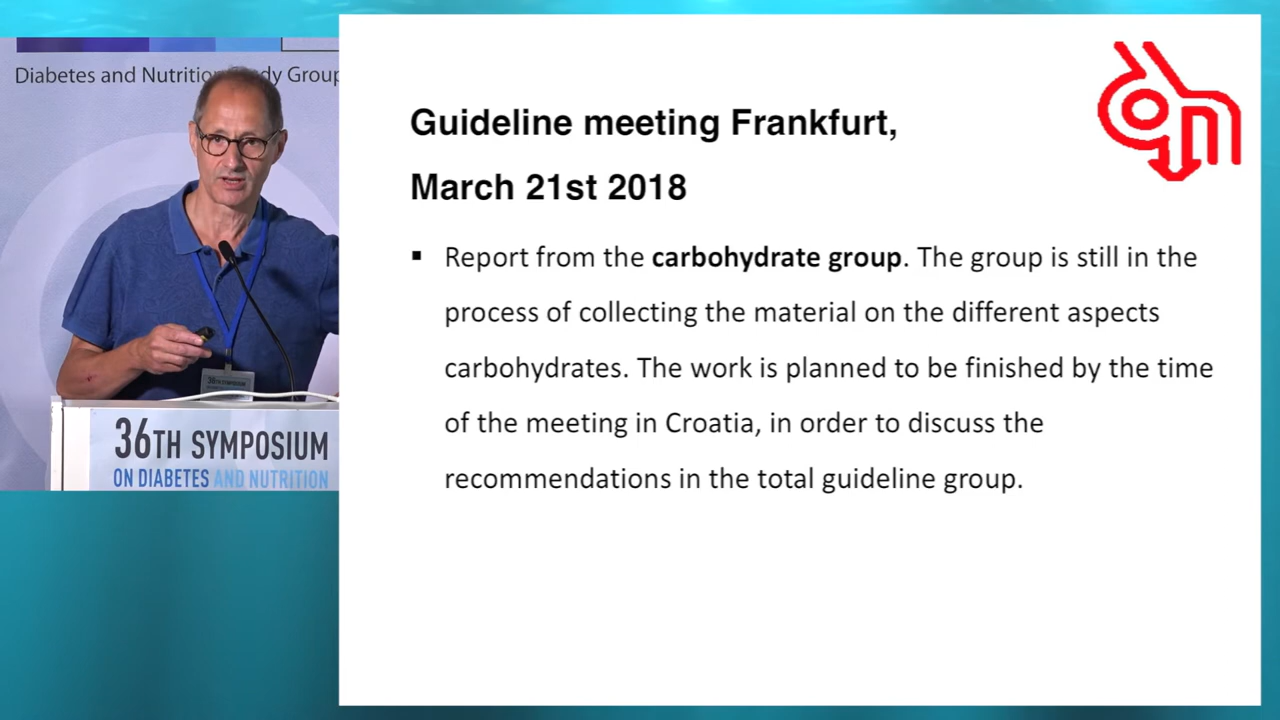 Diabetes and Nutrition Study Group
36TH SYMPOSIUM
ON DIABETES AND NUTRITION
Guideline meeting Frankfurt,
March 21st 2018
▪ Report from the carbohydrate group. The group is still in the
process of collecting the material on the different aspects
carbohydrates. The work is planned to be finished by the time
of the meeting in Croatia, in order to discuss the
recommendations in the total guideline group.